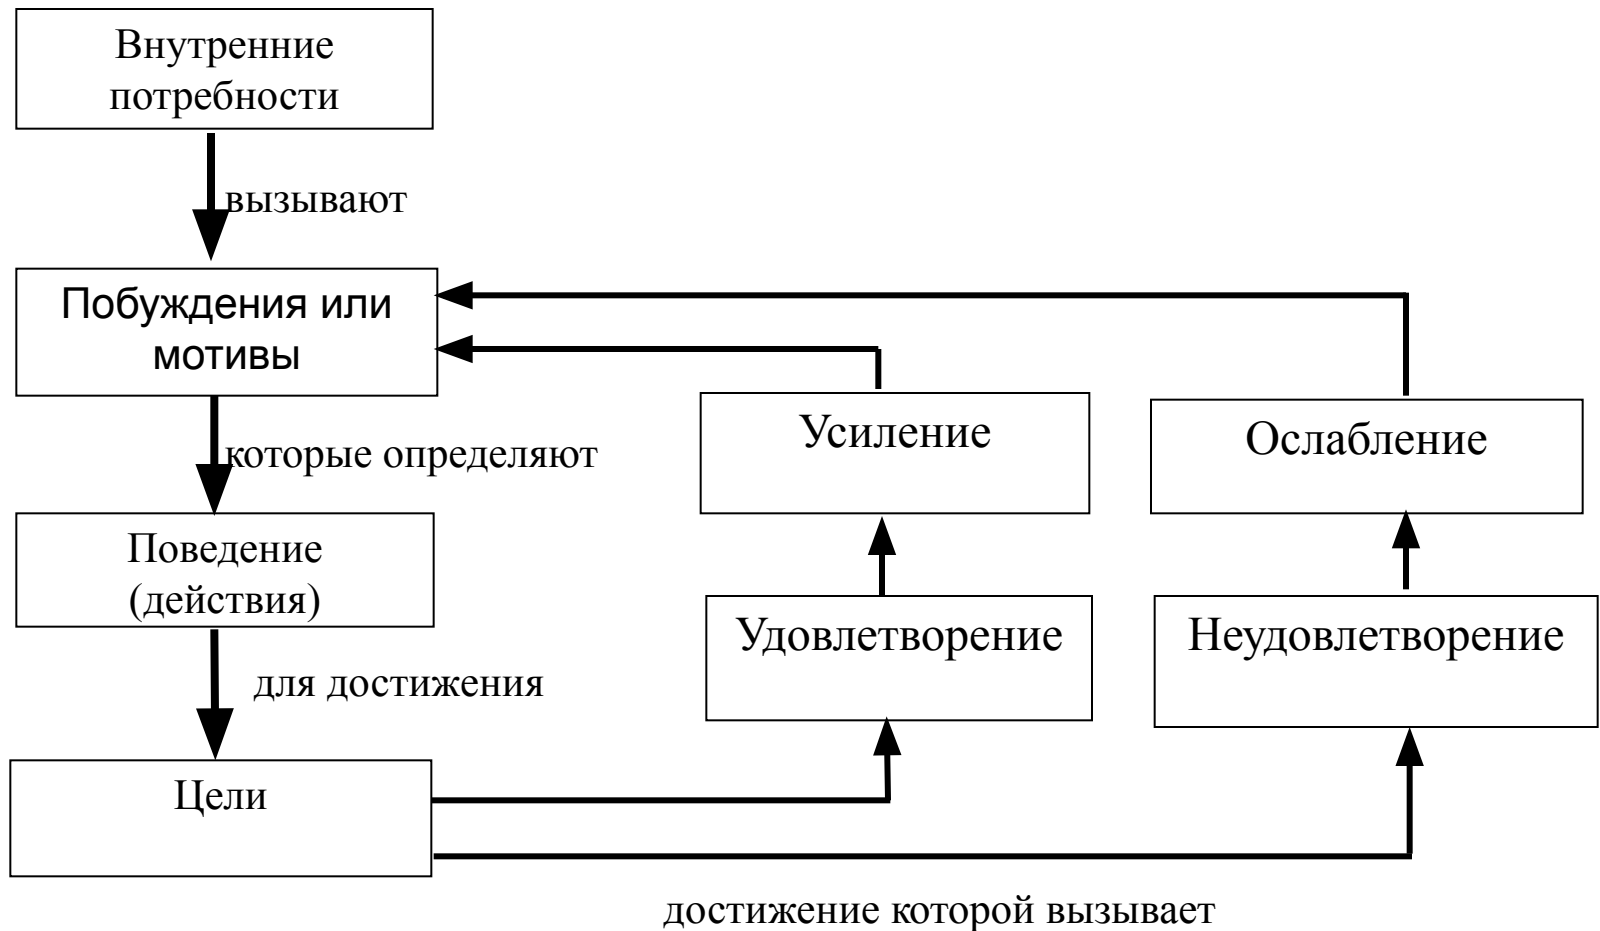 Внутренние
потребности
вызывают
Побуждения или
мотивы
которые определяют
Усиление
Ослабление
Поведение
(действия)
Удовлетворение
Неудовлетворение
для достижения
Цели
достижение которой вызывает